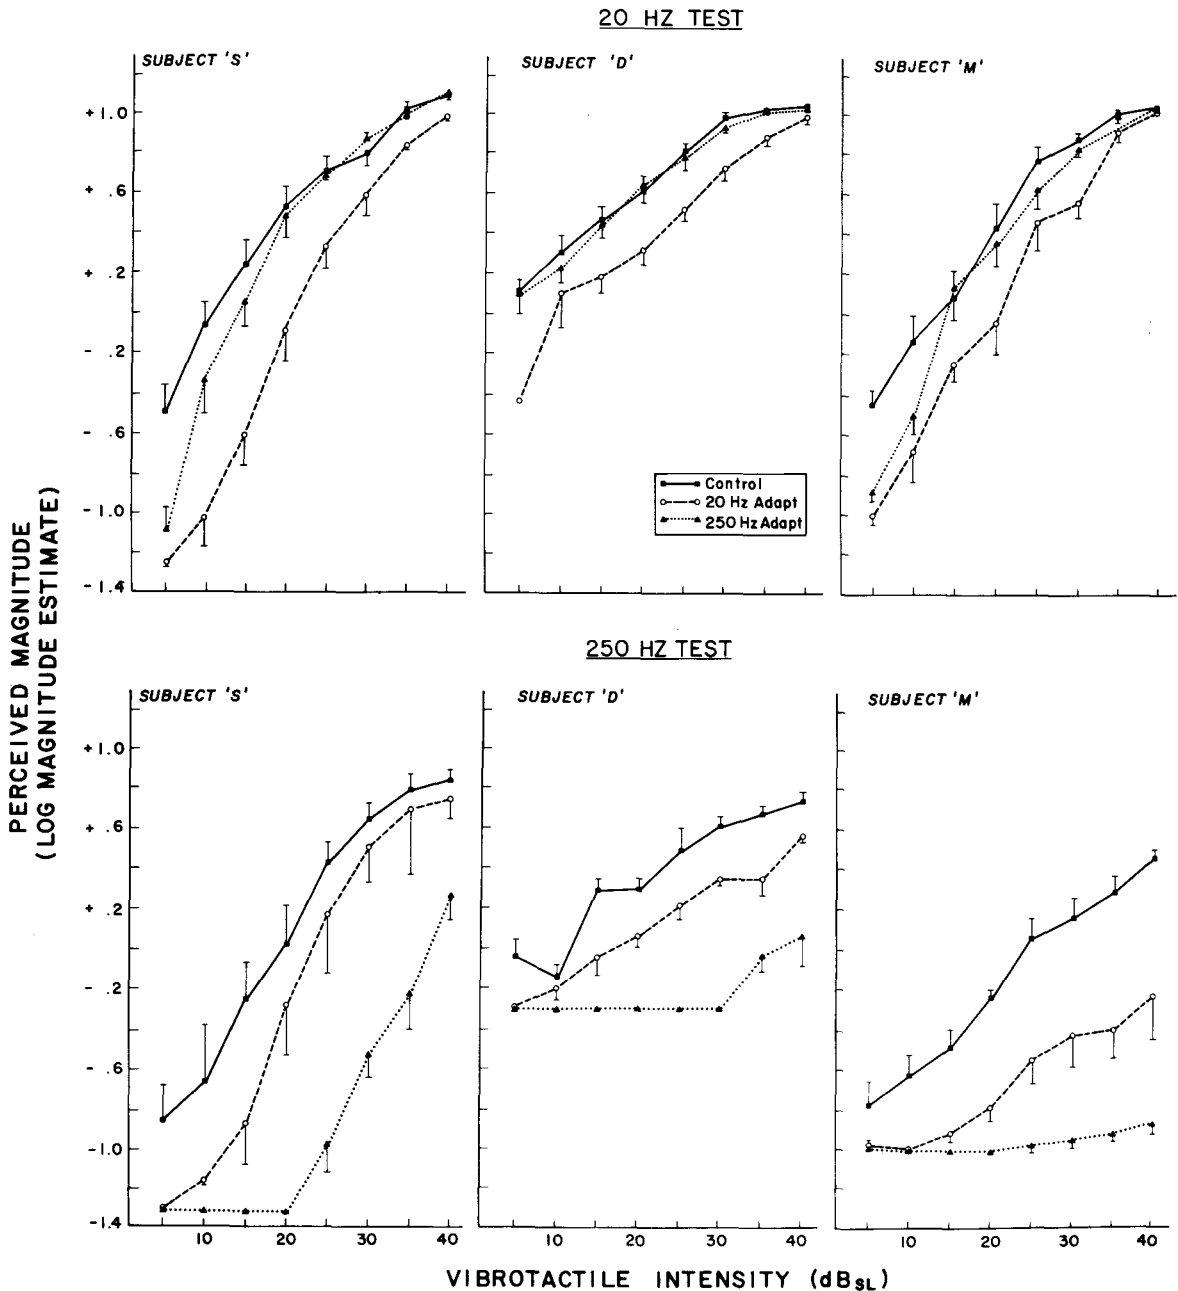 20 HZ TEST
SUBJECT 'S'
SUBJECT 'D'
SUBJECT 'M'
+ 1.0
+ .6
+ .2
- .2
- .6
- 1.0
- 1.4
Control
20 Hz Adapt
250 Hz Adapt
PERCEIVED MAGNITUDE
(LOG MAGNITUDE ESTIMATE)
250 HZ TEST
SUBJECT 'S'
SUBJECT 'D'
SUBJECT 'M'
+ 1.0
+ .6
+ .2
- .2
- .6
- 1.0
- 1.4
10 20 30 40 10 20 30 40 10 20 30 40
VIBROTACTILE INTENSITY (dBSL)